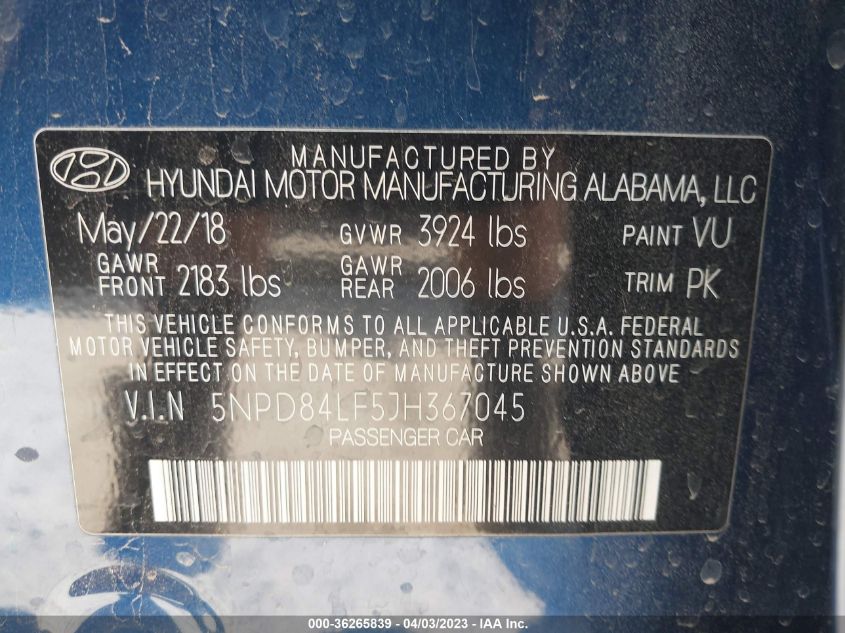 MANUFACTURED BY
HYUNDAI MOTOR MANUFACTURING ALABAMA, LLC
May/22/18 GVWR 3924 lbs PAINT VU
GAWR FRONT 2183 lbs GAWR REAR 2006 lbs TRIM PK
THIS VEHICLE CONFORMS TO ALL APPLICABLE U.S.A. FEDERAL
MOTOR VEHICLE SAFETY, BUMPER, AND THEFT PREVENTION STANDARDS
IN EFFECT ON THE DATE OF MANUFACTURE SHOWN ABOVE
V.I.N 5NPD84LF5JH367045
PASSENGER CAR
000-36265839 - 04/03/2023 - IAA Inc.